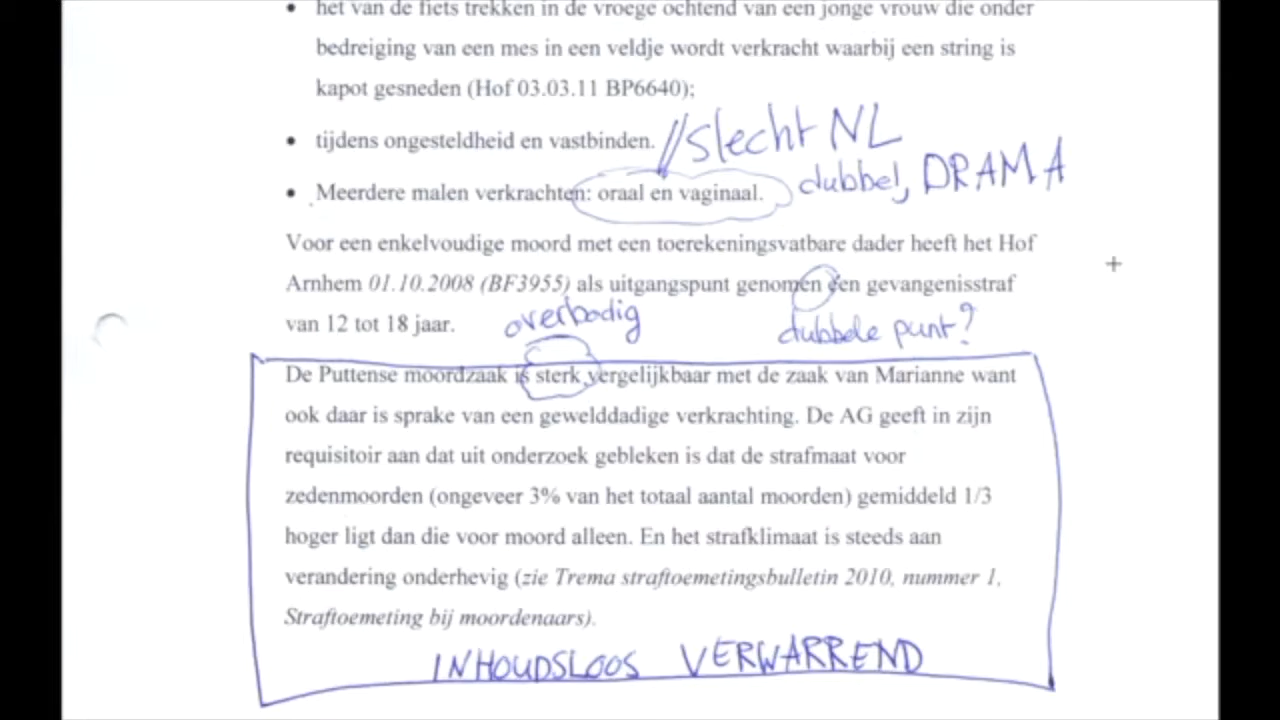 • het van de fiets trekken in de vroege ochtend van een jonge vrouw die onder
bedreiging van een mes in een veldje wordt verkracht waarbij een string is
kapot gesneden (Hof 03.03.11 BP6640);
• tijdens ongesteldheid en vastbinden. // Slecht NL
dubbel, DRAMA
• Meerdere malen verkrachten: oraal en vaginaal.
Voor een enkelvoudige moord met een toerekeningsvatbare dader heeft het Hof
Arnhem 01.10.2008 (BF3955) als uitgangspunt genomen een gevangenisstraf
van 12 tot 18 jaar. overbodig dubbele punt?
De Puttense moordzaak is sterk vergelijkbaar met de zaak van Marianne want
ook daar is sprake van een gewelddadige verkrachting. De AG geeft in zijn
requisitoir aan dat uit onderzoek gebleken is dat de strafmaat voor
zedenmoorden (ongeveer 3% van het totaal aantal moorden) gemiddeld 1/3
hoger ligt dan die voor moord alleen. En het strafklimaat is steeds aan
verandering onderhevig (zie Trema straftoemetingsbulletin 2010, nummer 1,
Straftoemeting bij moordenaars).
INHOUDSLOOS VERWARREND